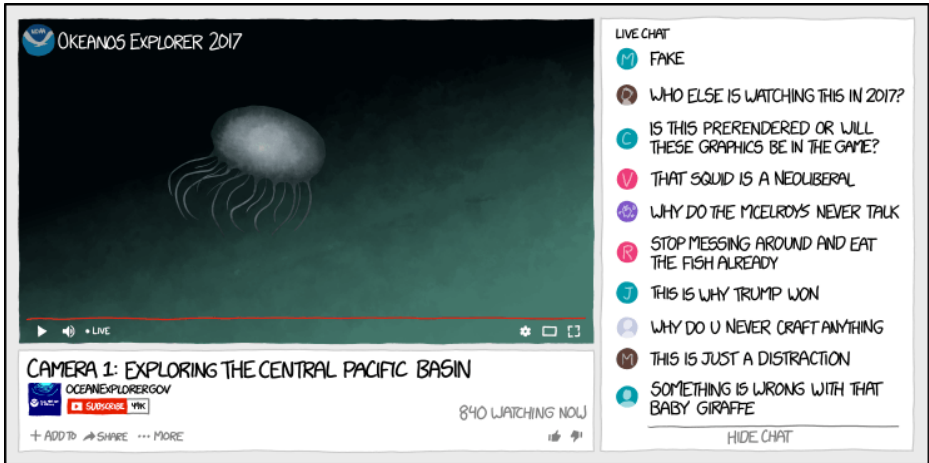 NOAA
OKEANOS EXPLORER 2017
• LIVE
CAMERA 1: EXPLORING THE CENTRAL PACIFIC BASIN
OCEANEXPLORERGOV
SUBSCRIBE 49K
840 WATCHING NOW
+ ADD TO SHARE ••• MORE
LIVE CHAT
M FAKE
WHO ELSE IS WATCHING THIS IN 2017?
C IS THIS PRERENDERED OR WILL
THESE GRAPHICS BE IN THE GAME?
V THAT SQUID IS A NEOLIBERAL
WHY DO THE MCELROYS NEVER TALK
R STOP MESSING AROUND AND EAT
THE FISH ALREADY
J THIS IS WHY TRUMP WON
WHY DO U NEVER CRAFT ANYTHING
M THIS IS JUST A DISTRACTION
SOMETHING IS WRONG WITH THAT
BABY GIRAFFE
HIDE CHAT